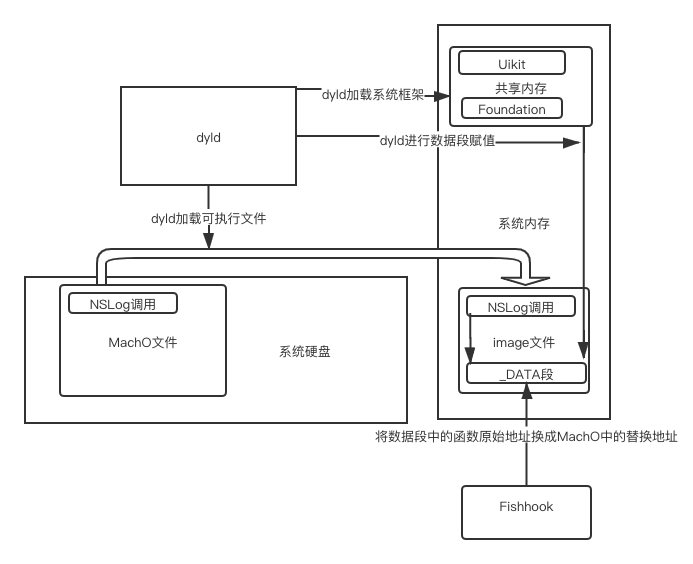 Uikit
共享内存
Foundation
dyld加载系统框架
dyld
dyld进行数据段赋值
dyld加载可执行文件
系统内存
NSLog调用
MachO文件
系统硬盘
NSLog调用
image文件
_DATA段
将数据段中的函数原始地址换成MachO中的替换地址
Fishhook